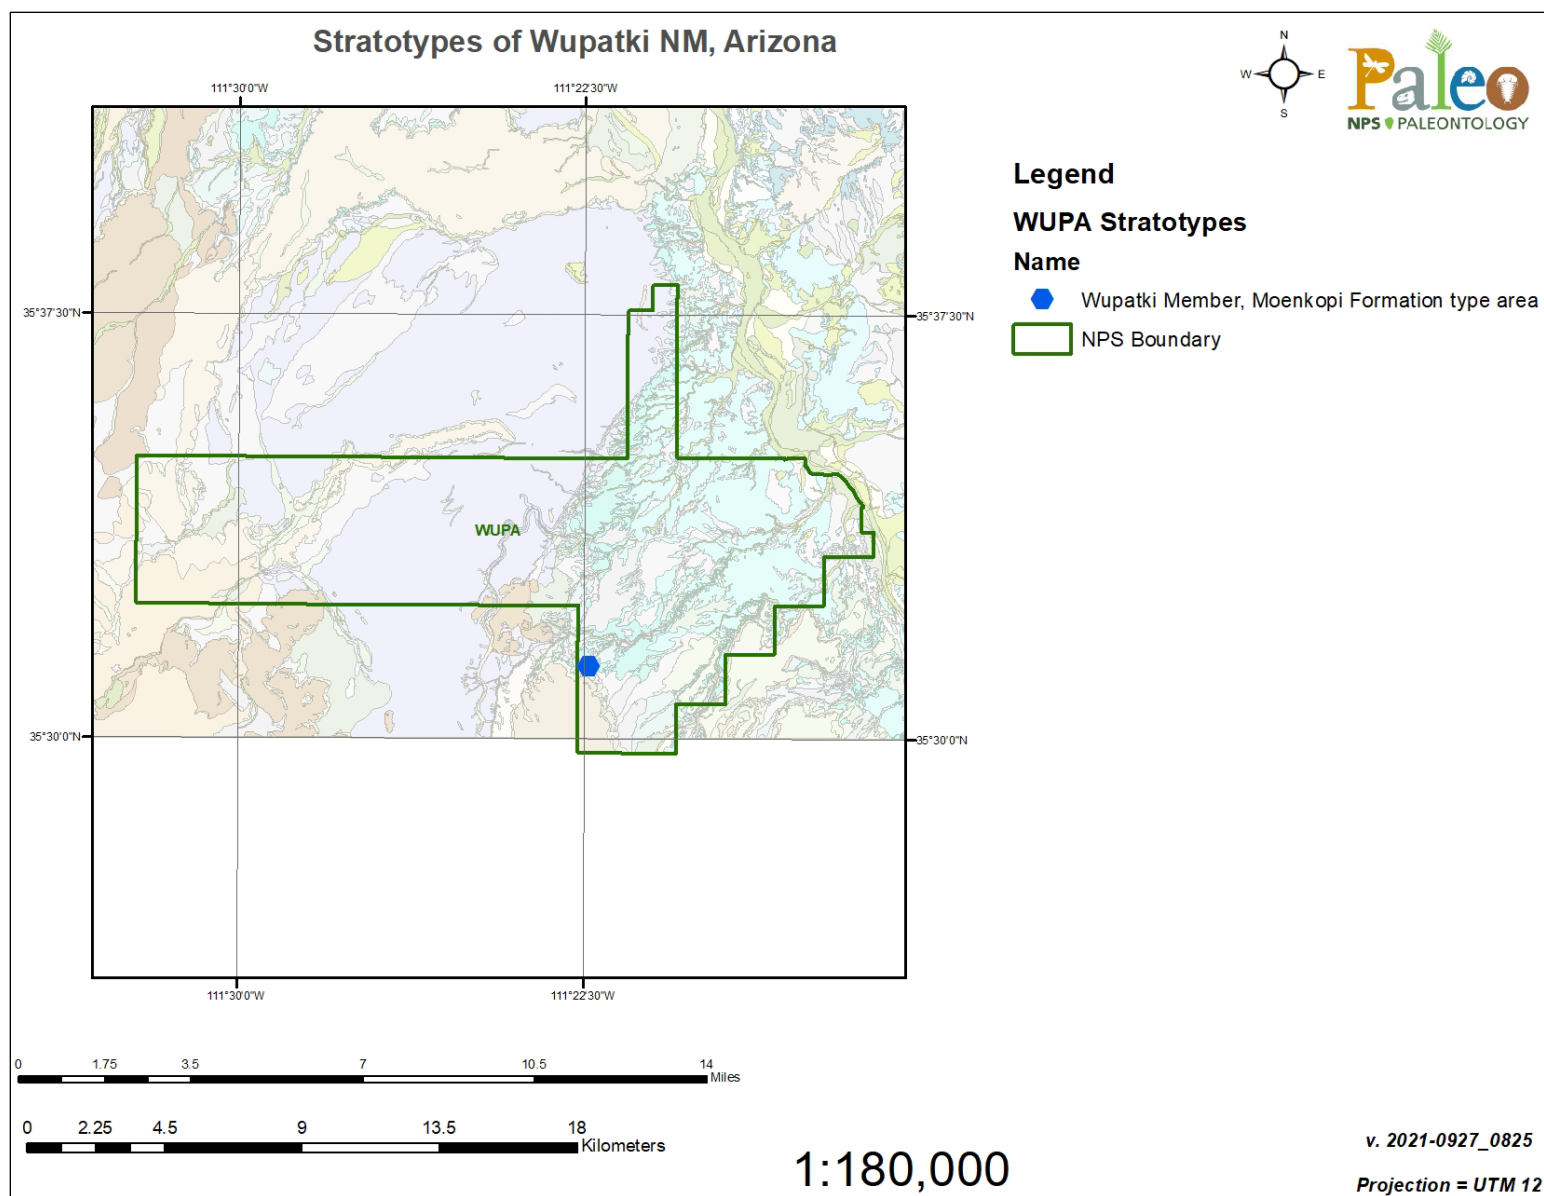 Stratotypes of Wupatki NM, Arizona
N
W E
S
Paleo
NPS PALEONTOLOGY
111°30'0"W 111°22'30"W
Legend
WUPA Stratotypes
Name
Wupatki Member, Moenkopi Formation type area
NPS Boundary
35°37'30"N 35°37'30"N
WUPA
35°30'0"N 35°30'0"N
111°30'0"W 111°22'30"W
0 1.75 3.5 7 10.5 14
Miles
0 2.25 4.5 9 13.5 18
Kilometers
1:180,000
v. 2021-0927_0825
Projection = UTM 12